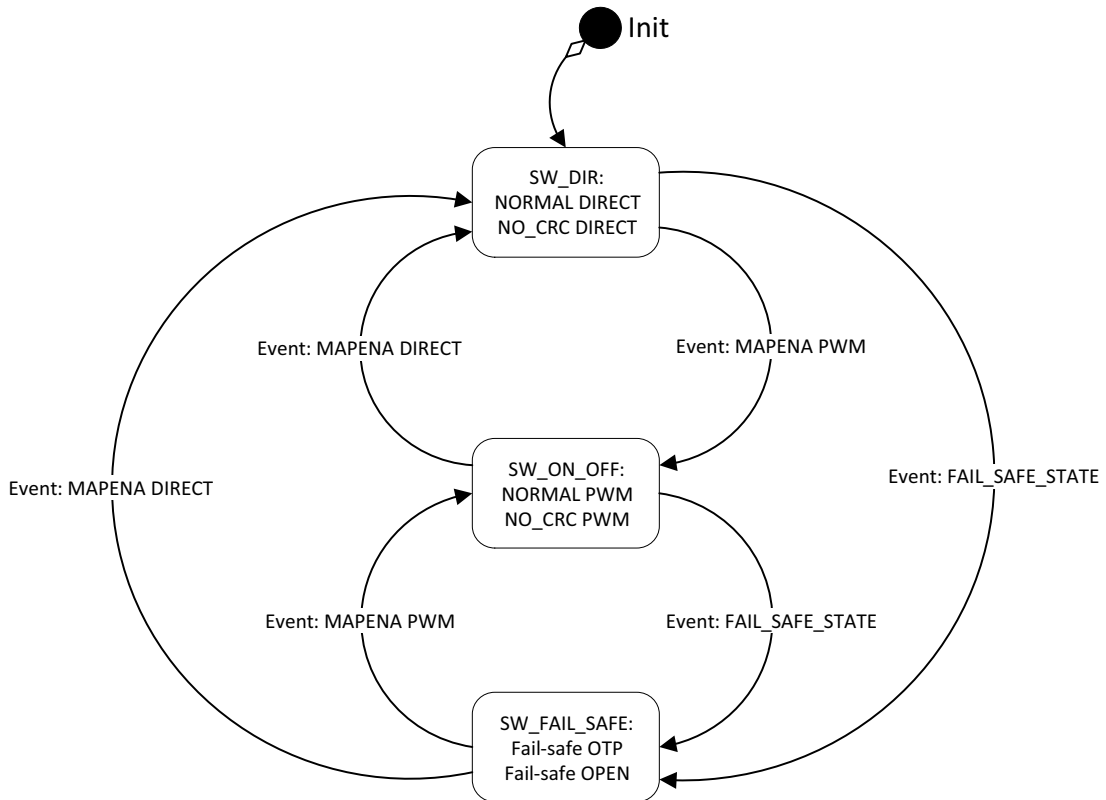 Init
SW_DIR:
NORMAL DIRECT
NO_CRC DIRECT
Event: MAPENA DIRECT
Event: MAPENA PWM
Event: MAPENA DIRECT
Event: FAIL_SAFE_STATE
SW_ON_OFF:
NORMAL PWM
NO_CRC PWM
Event: MAPENA PWM
Event: FAIL_SAFE_STATE
SW_FAIL_SAFE:
Fail-safe OTP
Fail-safe OPEN